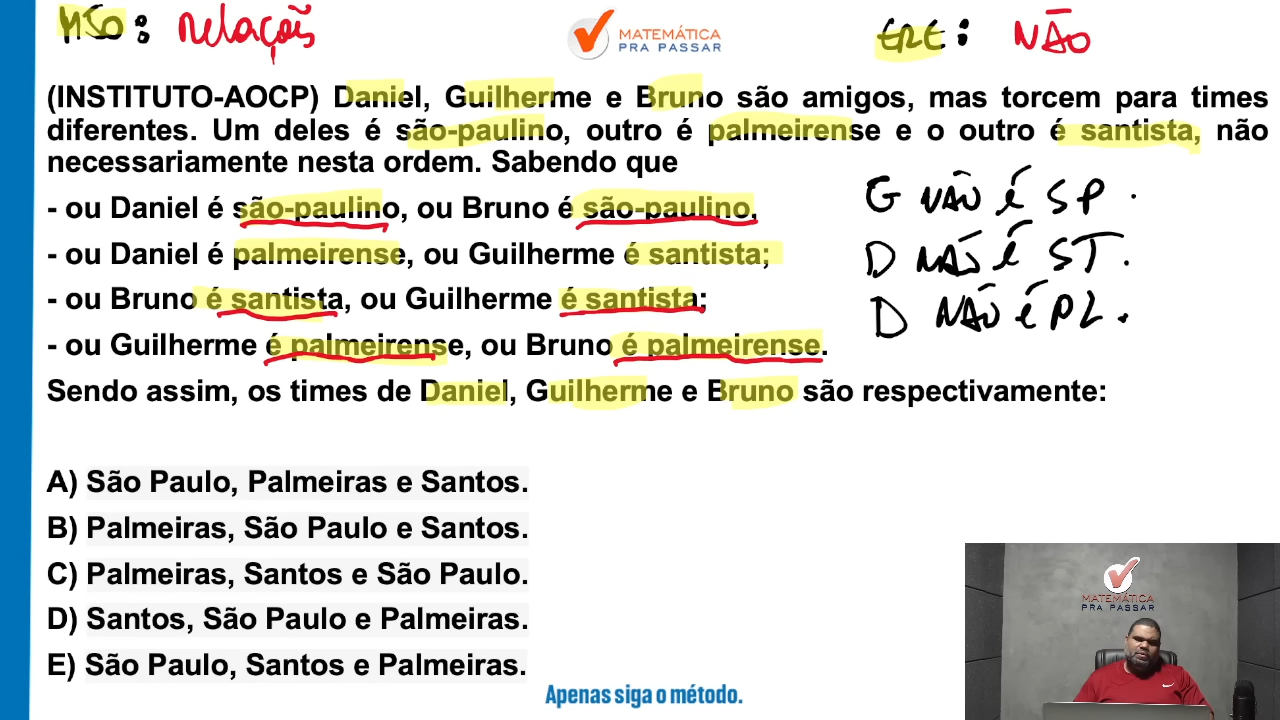 MSO: Relações
MATEMÁTICA
PRA PASSAR
ERE: NÃO
(INSTITUTO-AOCP) Daniel, Guilherme e Bruno são amigos, mas torcem para times
diferentes. Um deles é são-paulino, outro é palmeirense e o outro é santista, não
necessariamente nesta ordem. Sabendo que
- ou Daniel é são-paulino, ou Bruno é são-paulino,
G NÃO é SP.
- ou Daniel é palmeirense, ou Guilherme é santista;
D NÃO é ST.
- ou Bruno é santista, ou Guilherme é santista;
D NÃO é PL.
- ou Guilherme é palmeirense, ou Bruno é palmeirense.
Sendo assim, os times de Daniel, Guilherme e Bruno são respectivamente:
A) São Paulo, Palmeiras e Santos.
B) Palmeiras, São Paulo e Santos.
C) Palmeiras, Santos e São Paulo.
D) Santos, São Paulo e Palmeiras.
E) São Paulo, Santos e Palmeiras.
MATEMÁTICA
PRA PASSAR
Apenas siga o método.